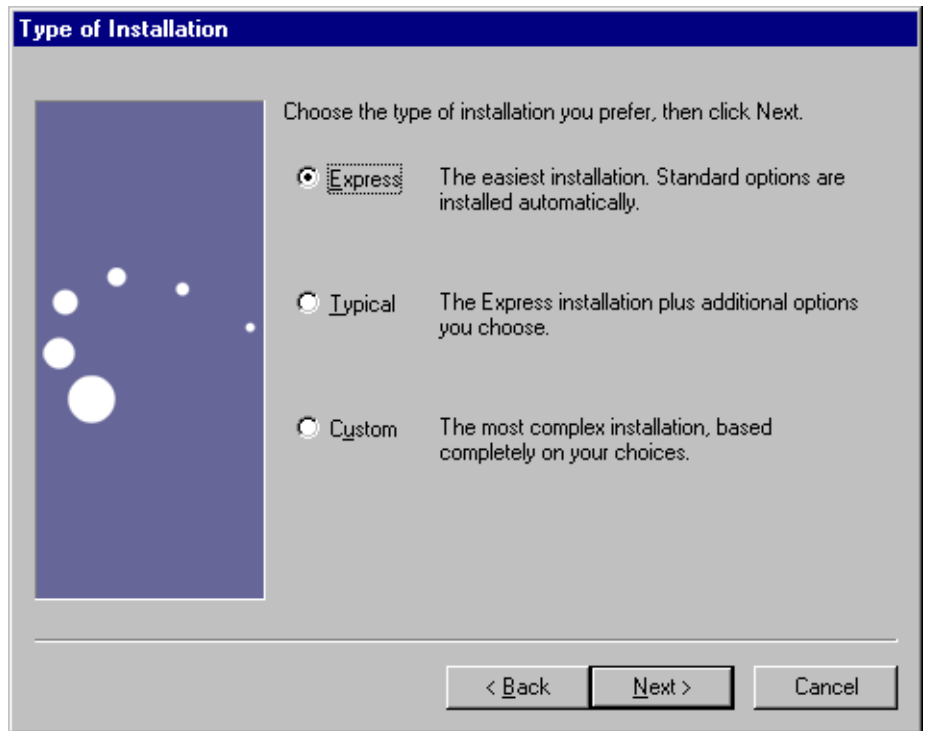 Type of Installation
Choose the type of installation you prefer, then click Next.
Express
The easiest installation. Standard options are
installed automatically.
Typical
The Express installation plus additional options
you choose.
Custom
The most complex installation, based
completely on your choices.
< Back
Next >
Cancel